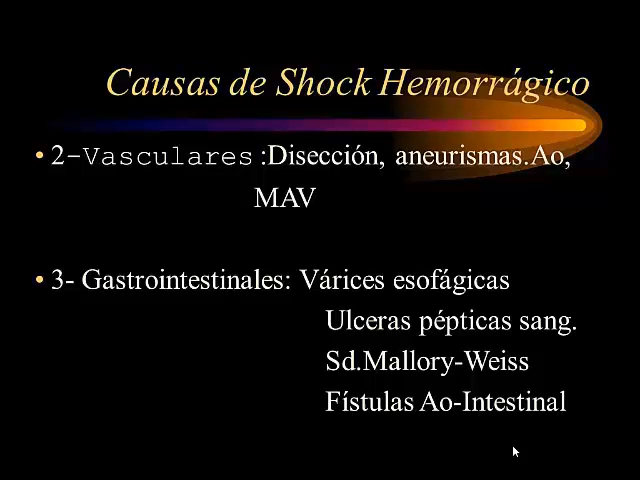 Causas de Shock Hemorrágico
• 2-Vasculares :Disección, aneurismas.Ao,
MAV
• 3- Gastrointestinales: Várices esofágicas
Ulceras pépticas sang.
Sd.Mallory-Weiss
Fístulas Ao-Intestinal